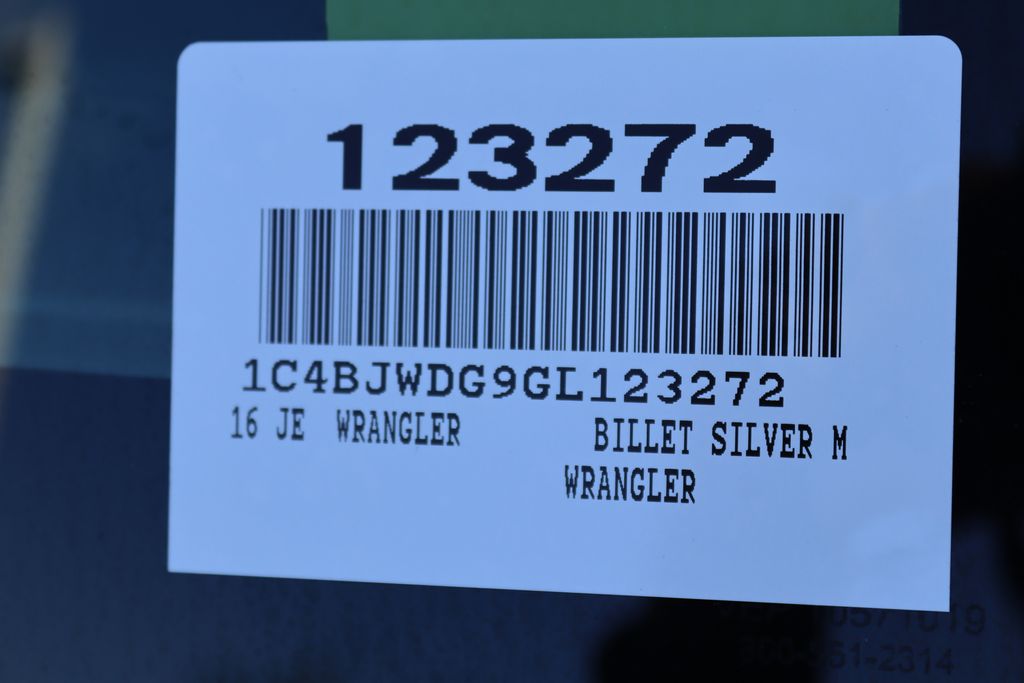 123272
1C4BJWDG9GL123272
16 JE WRANGLER BILLET SILVER M
WRANGLER